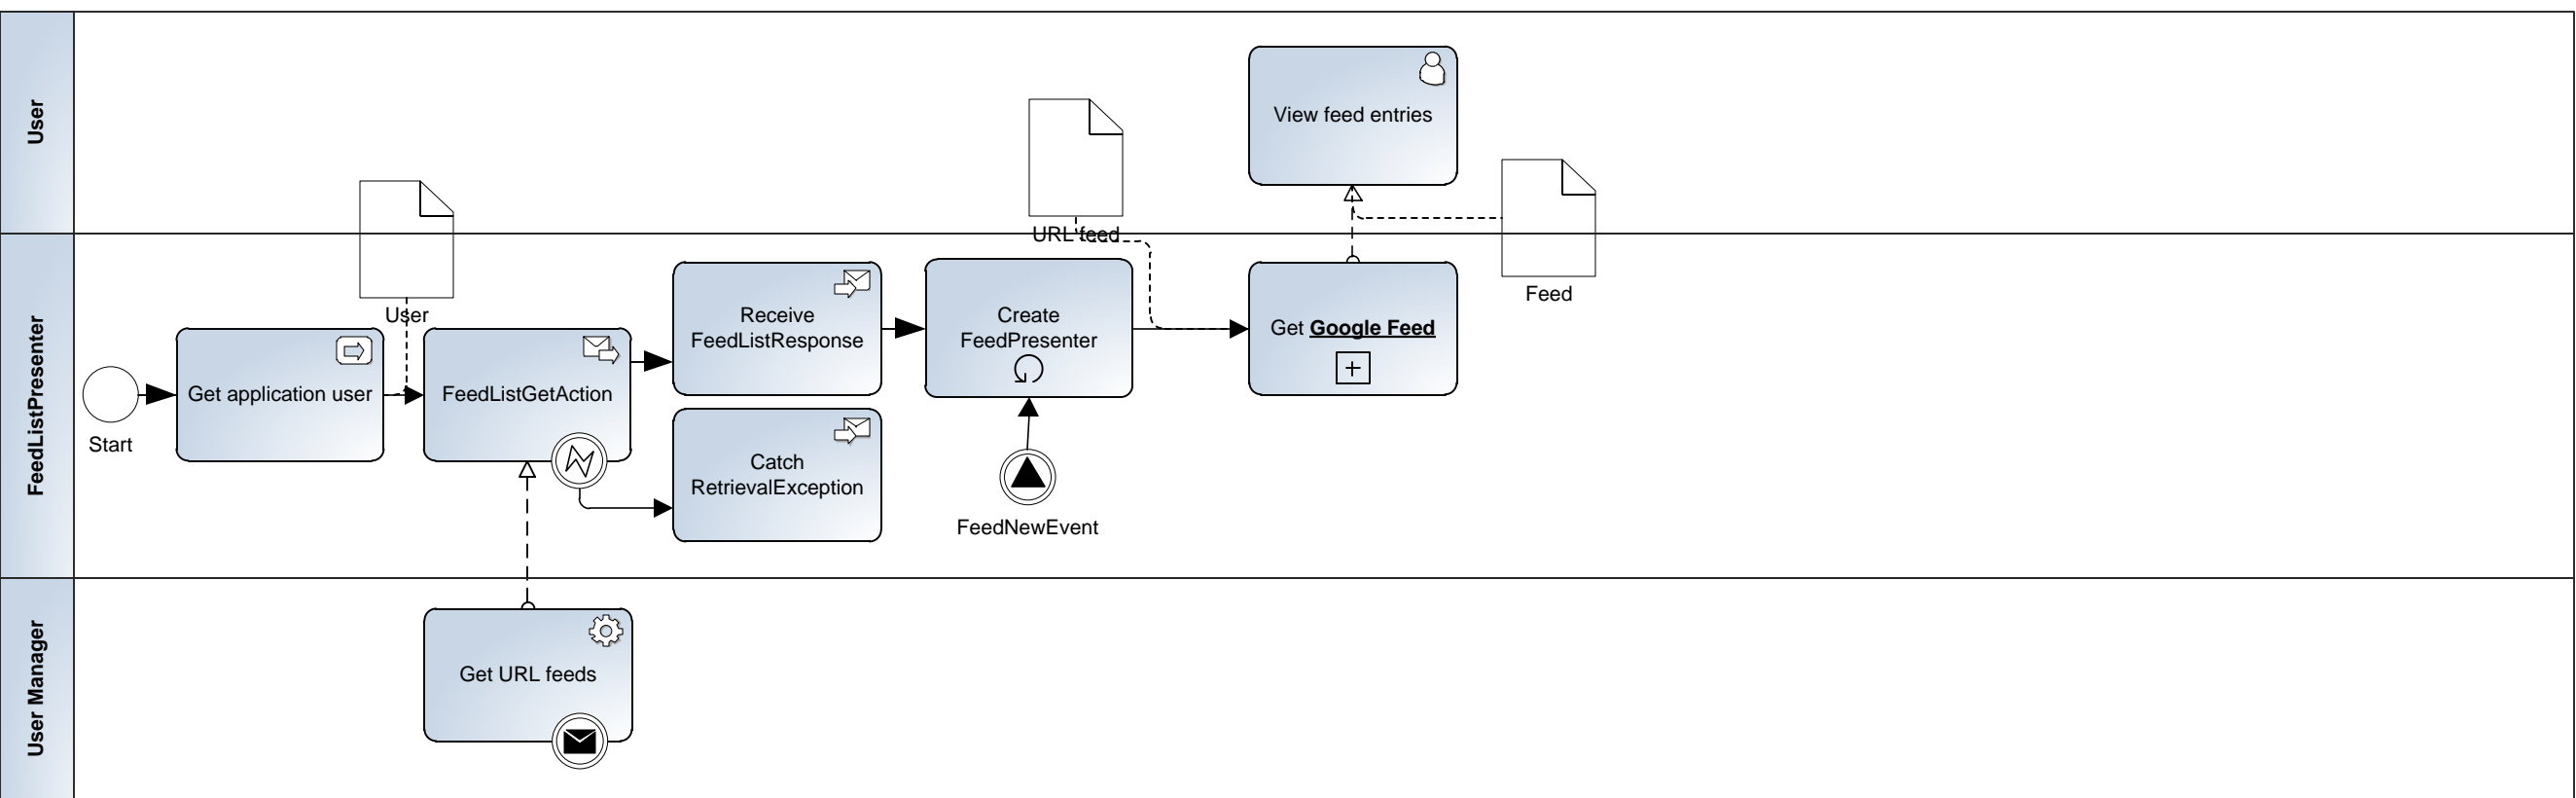 User
View feed entries
URL feed
Feed
FeedListPresenter
User
Start
Get application user
FeedListGetAction
Receive
FeedListResponse
Catch
RetrievalException
Create
FeedPresenter
FeedNewEvent
Get Google Feed
User Manager
Get URL feeds